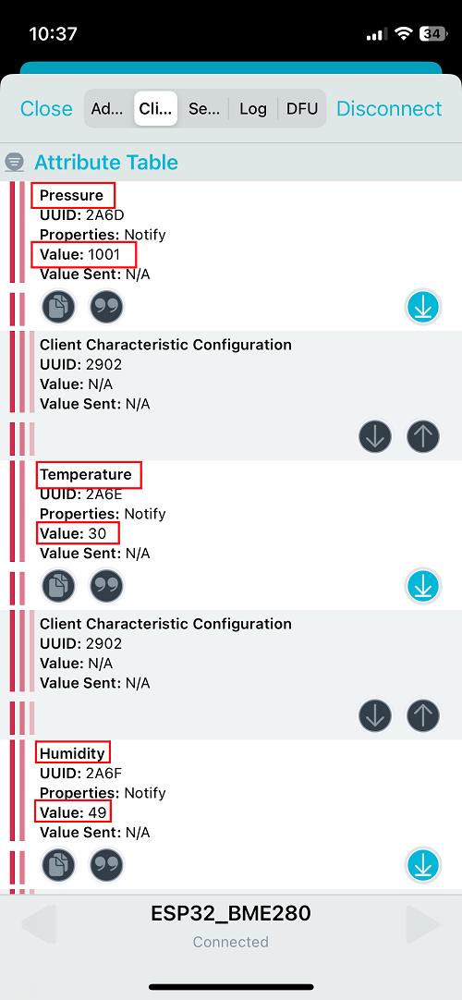 10:37
34
Close Ad... Cli... Se... Log DFU Disconnect
Attribute Table
Pressure
UUID: 2A6D
Properties: Notify
Value: 1001
Value Sent: N/A
Client Characteristic Configuration
UUID: 2902
Value: N/A
Value Sent: N/A
Temperature
UUID: 2A6E
Properties: Notify
Value: 30
Value Sent: N/A
Client Characteristic Configuration
UUID: 2902
Value: N/A
Value Sent: N/A
Humidity
UUID: 2A6F
Properties: Notify
Value: 49
Value Sent: N/A
ESP32_BME280
Connected